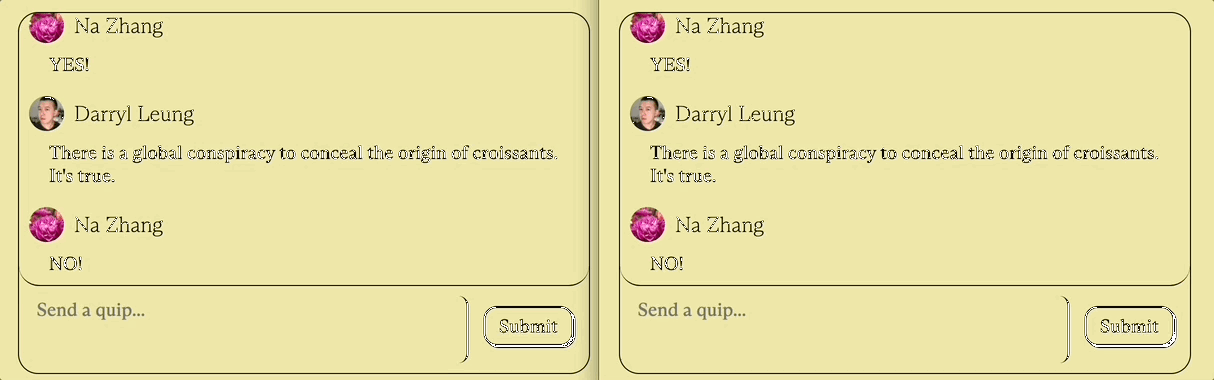 Na Zhang
YES!
Darryl Leung
There is a global conspiracy to conceal the origin of croissants.
It's true.
Na Zhang
NO!
Send a quip...
Submit
Na Zhang
YES!
Darryl Leung
There is a global conspiracy to conceal the origin of croissants.
It's true.
Na Zhang
NO!
Send a quip...
Submit